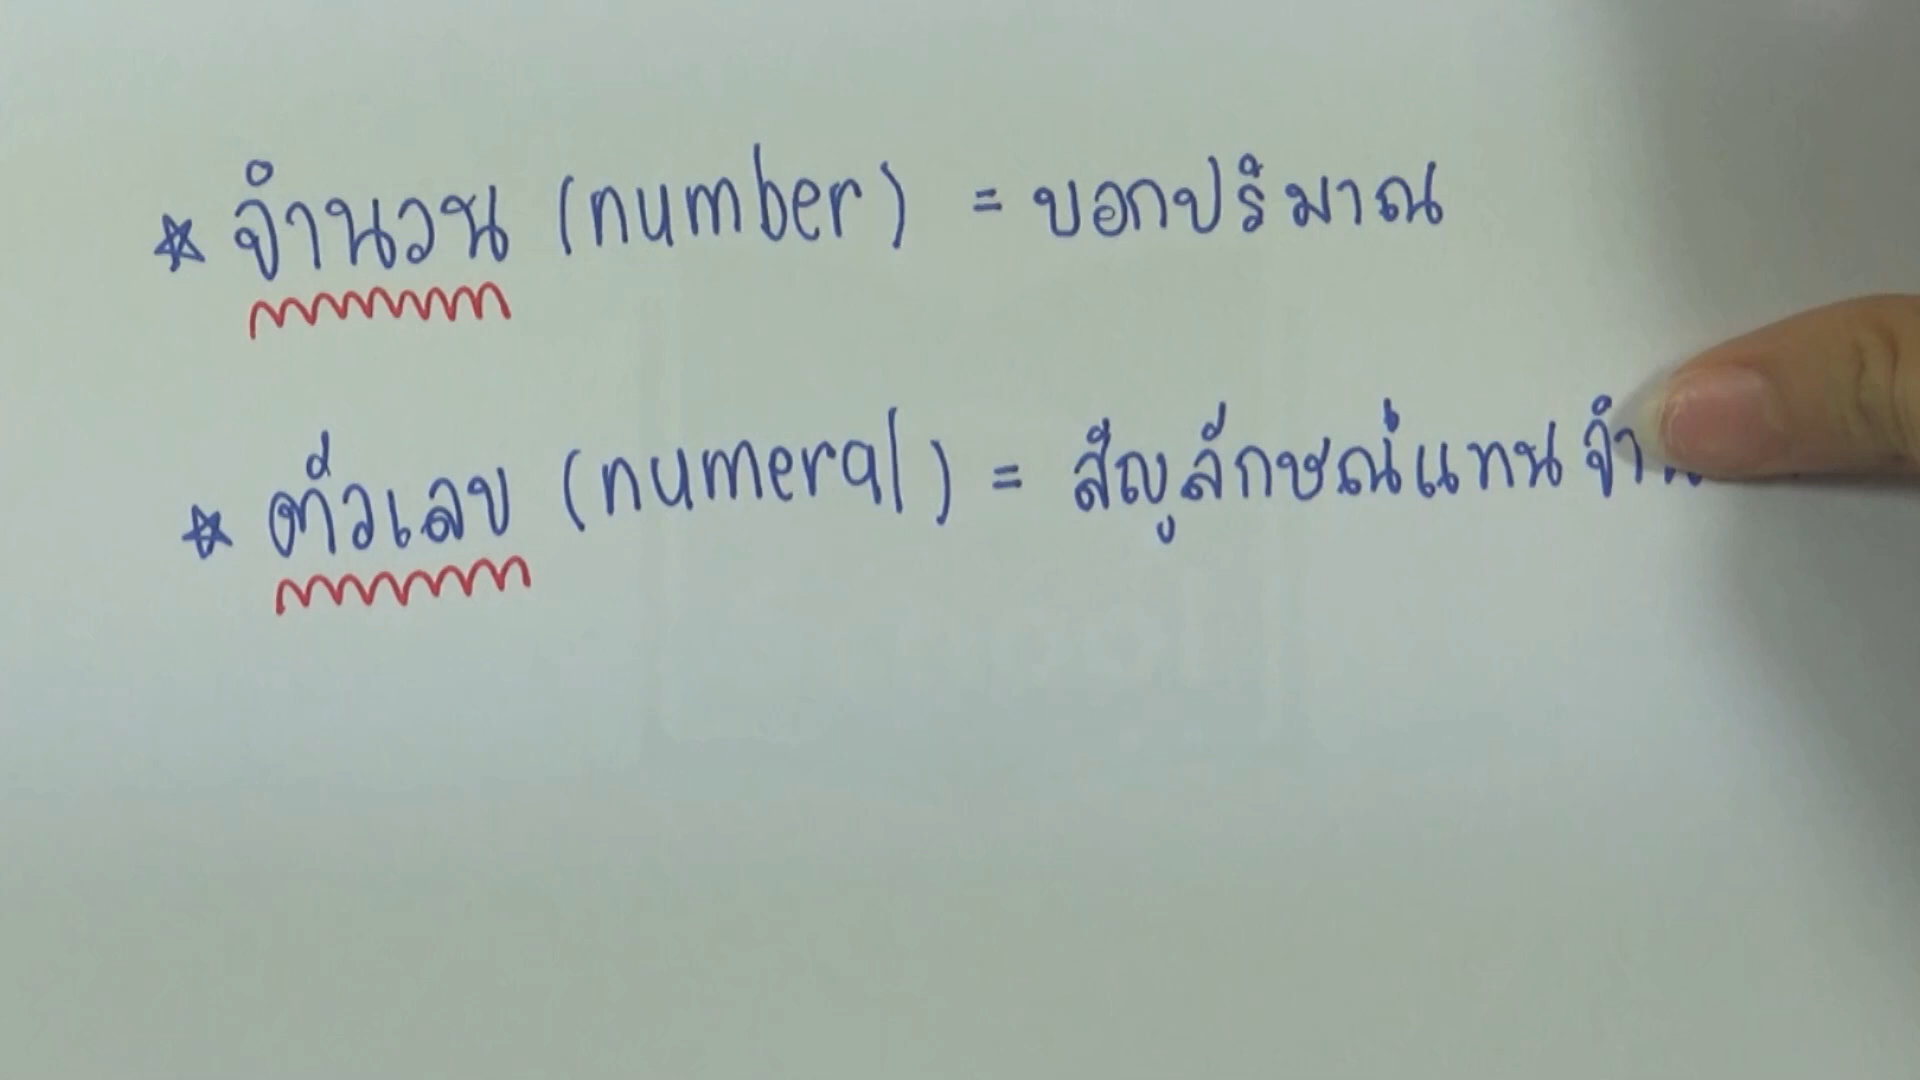 ☆ จำนวน (number) = บอกปริมาณ
☆ ตัวเลข (numeral) = สัญลักษณ์แทน